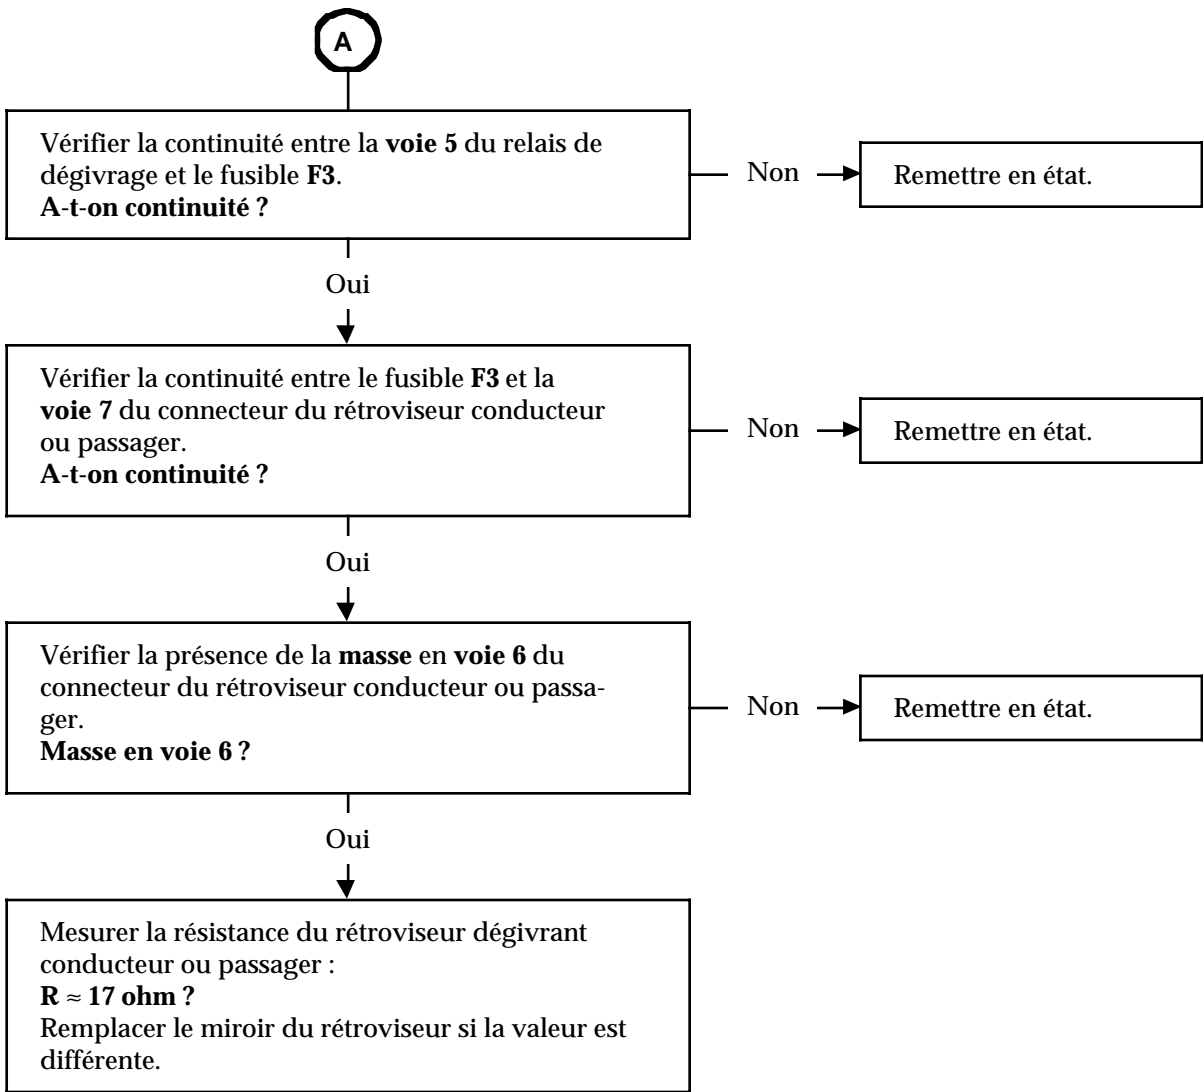 A
Vérifier la continuité entre la voie 5 du relais de
dégivrage et le fusible F3.
A-t-on continuité ?
Non
Remettre en état.
Oui
Vérifier la continuité entre le fusible F3 et la
voie 7 du connecteur du rétroviseur conducteur
ou passager.
A-t-on continuité ?
Non
Remettre en état.
Oui
Vérifier la présence de la masse en voie 6 du
connecteur du rétroviseur conducteur ou passa-
ger.
Masse en voie 6 ?
Non
Remettre en état.
Oui
Mesurer la résistance du rétroviseur dégivrant
conducteur ou passager :
R ≈ 17 ohm ?
Remplacer le miroir du rétroviseur si la valeur est
différente.